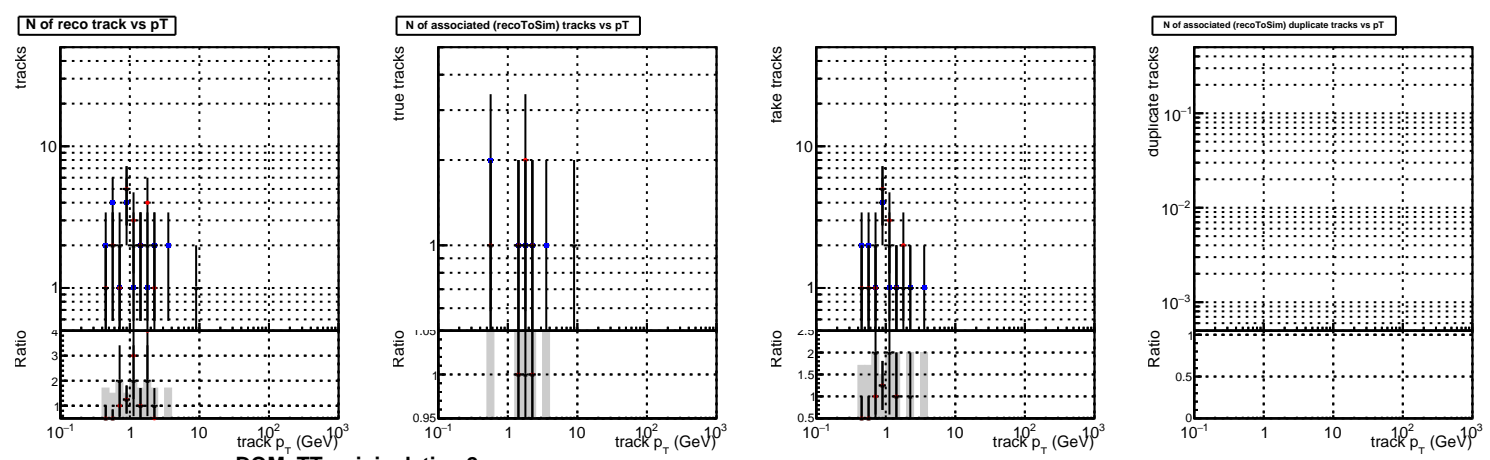 N of reco track vs pT
N of associated (recoToSim) tracks vs pT
N of associated (recoToSim) duplicate tracks vs pT
tracks
10
1
Ratio
4
3
2
1
10⁻¹ 1 10 10² 10³
track p_T (GeV)
true tracks
1
Ratio
1.05
1
0.95
10⁻¹ 1 10 10² 10³
track p_T (GeV)
fake tracks
10
1
Ratio
2.5
2
1.5
1
0.5
10⁻¹ 1 10 10² 10³
track p_T (GeV)
duplicate tracks
10⁻¹
10⁻²
10⁻³
Ratio
1
0.5
0
10⁻¹ 1 10 10² 10³
track p_T (GeV)